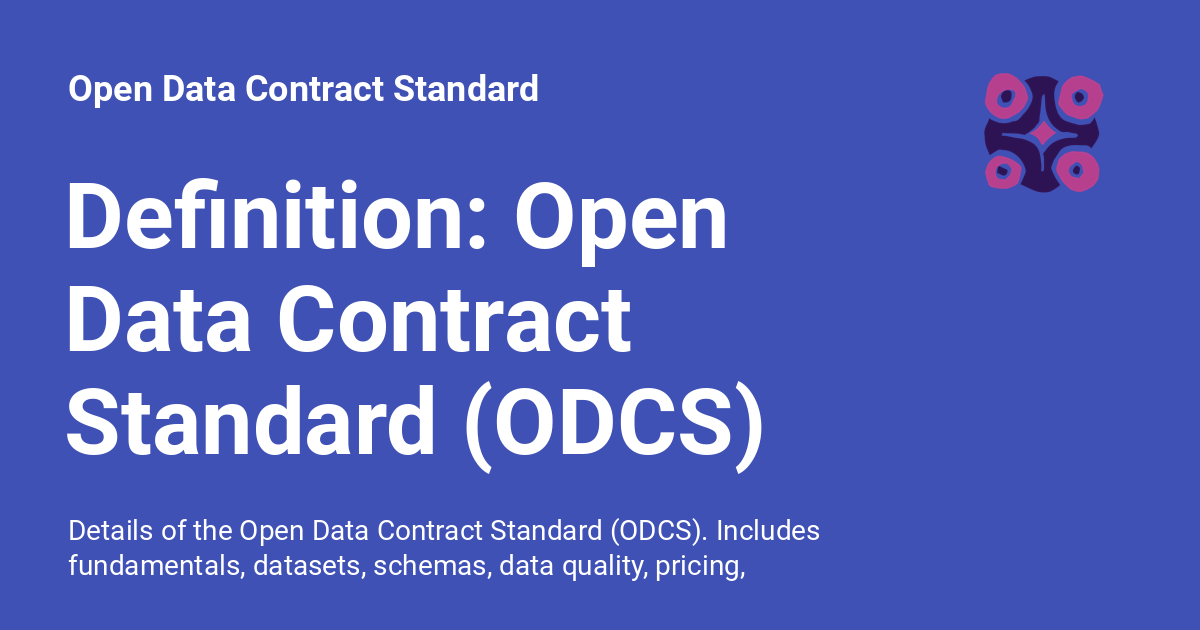 Open Data Contract Standard
Definition: Open
Data Contract
Standard (ODCS)
Details of the Open Data Contract Standard (ODCS). Includes
fundamentals, datasets, schemas, data quality, pricing,